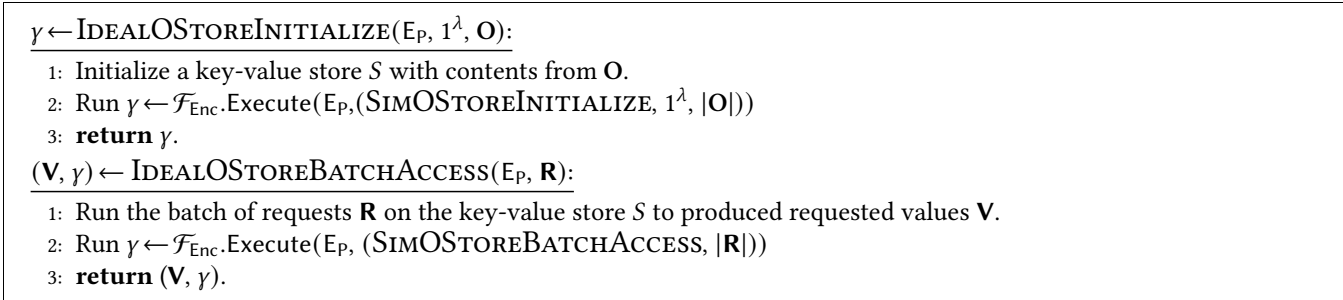 γ←IDEALOSTOREINITIALIZE(E_P, 1^λ, O):
1: Initialize a key-value store S with contents from O.
2: Run γ←ℱ_Enc.Execute(E_P,(SIMOSTOREINITIALIZE, 1^λ, |O|))
3: return γ.
(V, γ)←IDEALOSTOREBATCHACCESS(E_P, R):
1: Run the batch of requests R on the key-value store S to produced requested values V.
2: Run γ←ℱ_Enc.Execute(E_P, (SIMOSTOREBATCHACCESS, |R|))
3: return (V, γ).